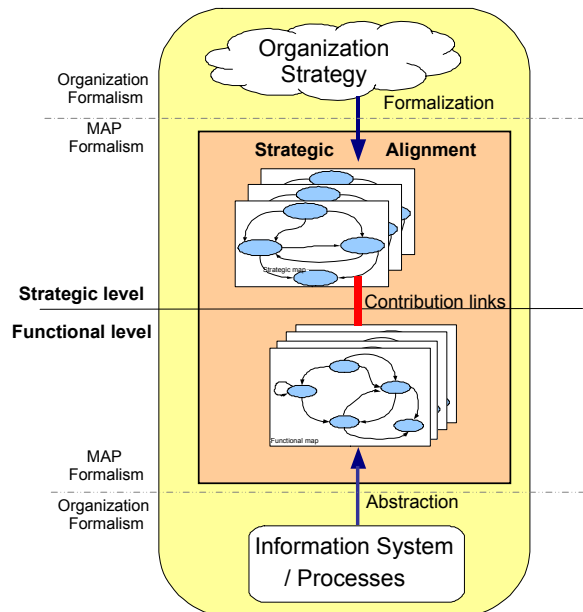 Organization
Strategy
Organization
Formalism
Formalization
MAP
Formalism
Strategic Alignment
Strategic map
Strategic level
Contribution links
Functional level
Functional map
MAP
Formalism
Abstraction
Organization
Formalism
Information System
/ Processes